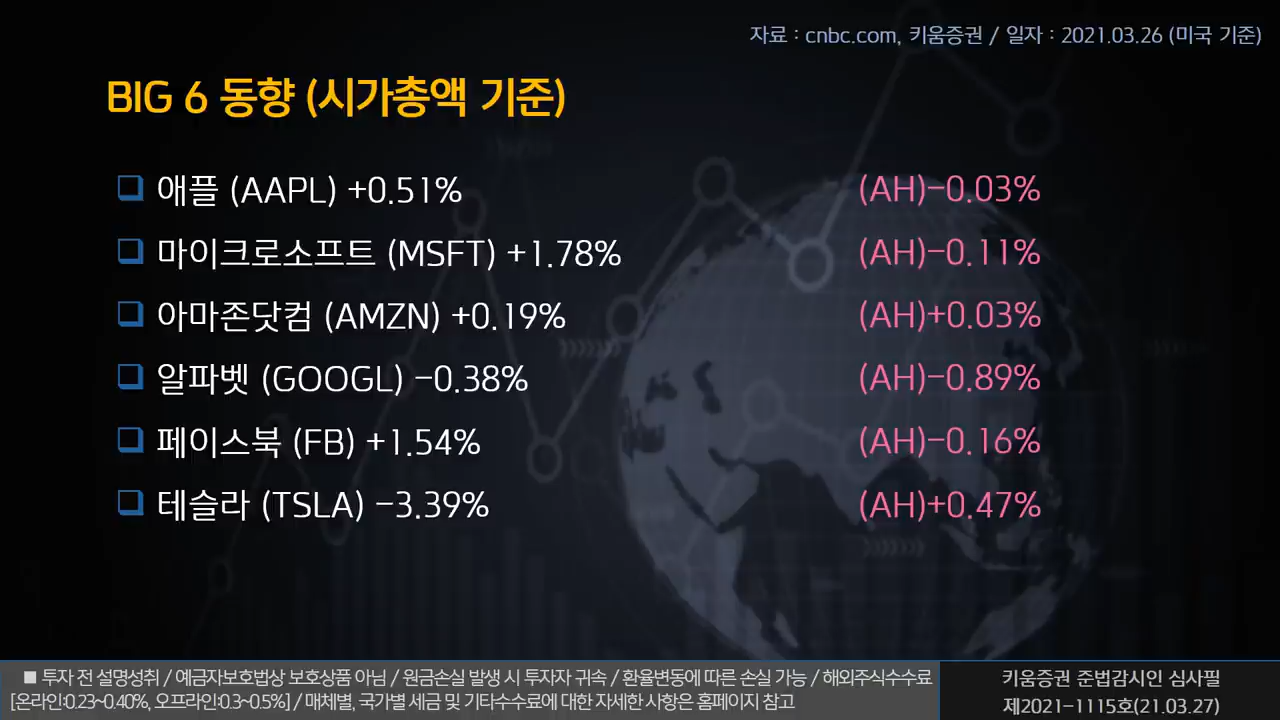 자료 : cnbc.com, 키움증권 / 일자 : 2021.03.26 (미국 기준)
BIG 6 동향 (시가총액 기준)
애플 (AAPL) +0.51% (AH)-0.03%
마이크로소프트 (MSFT) +1.78% (AH)-0.11%
아마존닷컴 (AMZN) +0.19% (AH)+0.03%
알파벳 (GOOGL) -0.38% (AH)-0.89%
페이스북 (FB) +1.54% (AH)-0.16%
테슬라 (TSLA) -3.39% (AH)+0.47%
■ 투자 전 설명성취 / 예금자보호법상 보호상품 아님 / 원금손실 발생 시 투자자 귀속 / 환율변동에 따른 손실 가능 / 해외주식수수료
[온라인:0.23~0.40%, 오프라인:0.3~0.5%] / 매체별, 국가별 세금 및 기타수수료에 대한 자세한 사항은 홈페이지 참고
키움증권 준법감시인 심사필
제2021-1115호(21.03.27)